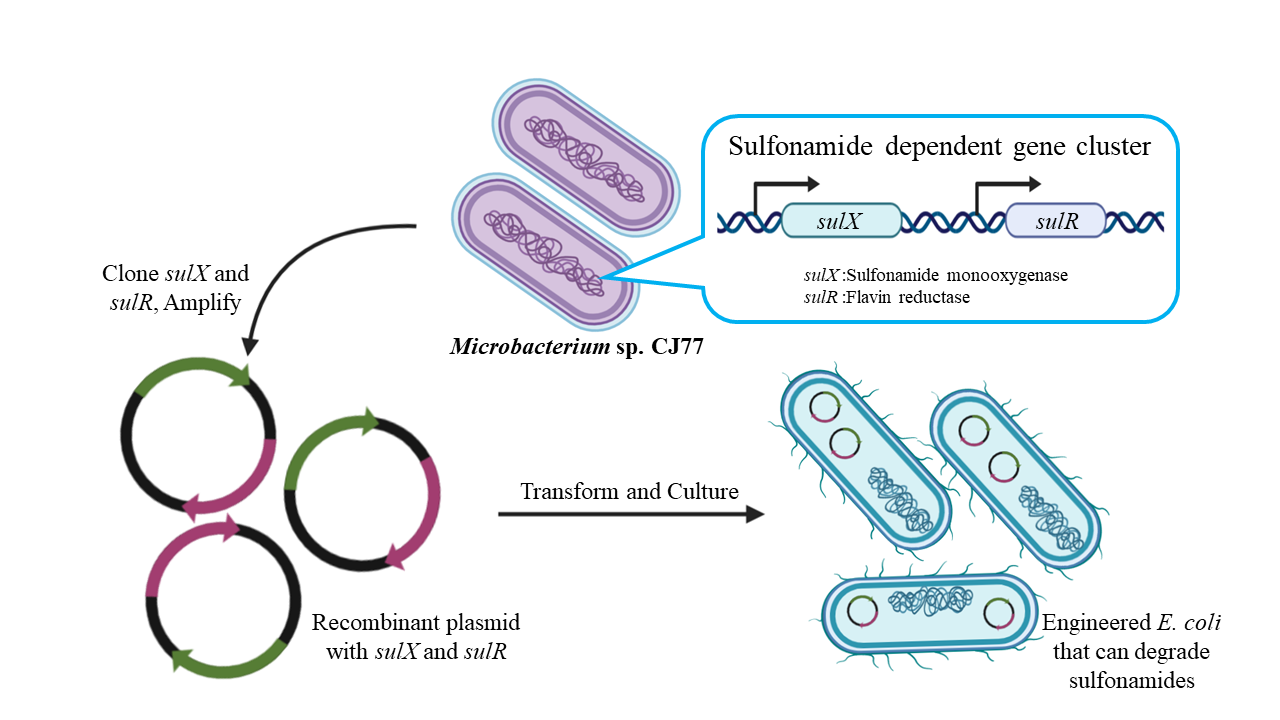 Sulfonamide dependent gene cluster
sulX
sulR
sulX :Sulfonamide monooxygenase
sulR :Flavin reductase
Microbacterium sp. CJ77
Clone sulX and
sulR, Amplify
Transform and Culture
Recombinant plasmid
with sulX and sulR
Engineered E. coli
that can degrade
sulfonamides